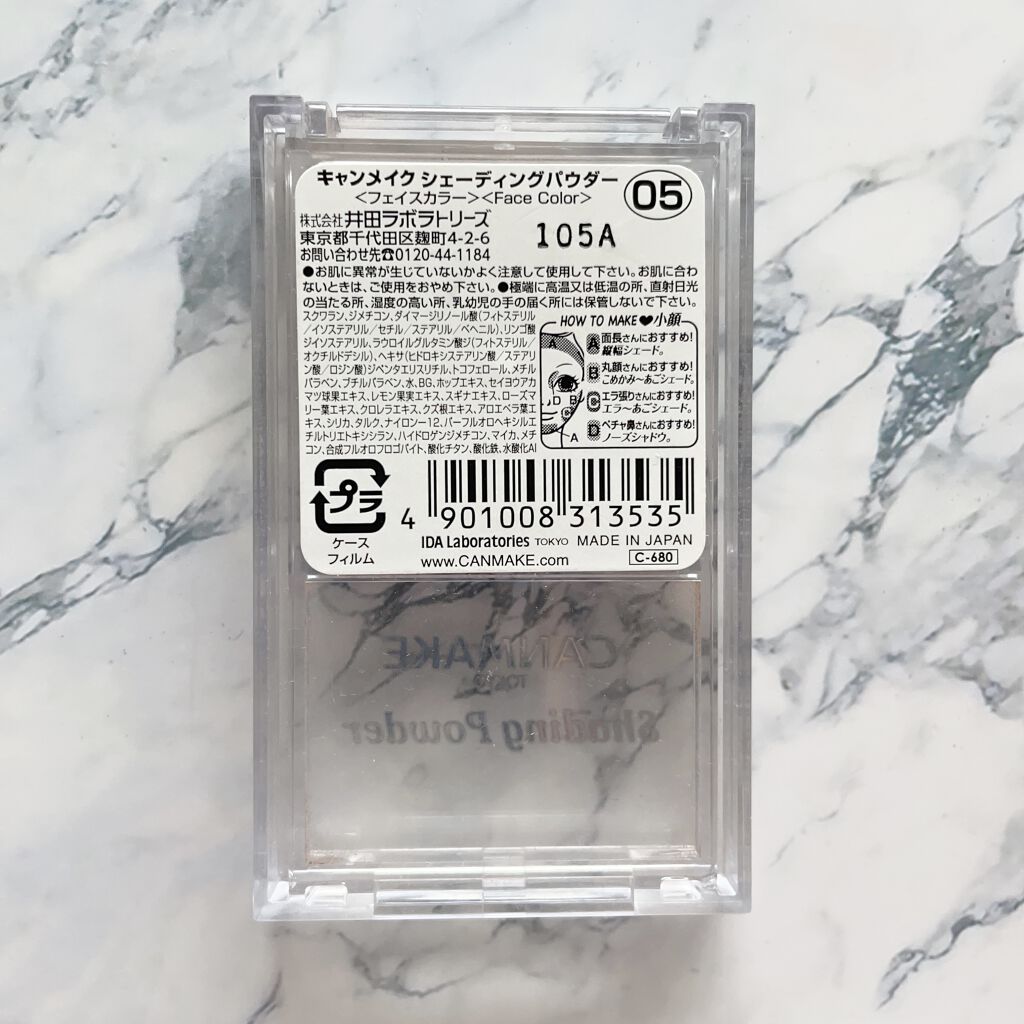 キャンメイク シェーディングパウダー
<フェイスカラー><Face Color>
05
株式会社 井田ラボラトリーズ
東京都千代田区麹町4-2-6
お問い合わせ先☎0120-44-1184
105A
●お肌に異常が生じていないかよく注意して使用して下さい。お肌に合わ
ないときは、ご使用をおやめ下さい。●極端に高温又は低温の所、直射日光
の当たる所、湿度の高い所、乳幼児の手の届く所には保管しないで下さい。
スクワラン、ジメチコン、ダイマージリノール酸(フィトステリル
/イソステアリル/セチル/ステアリル/ベヘニル)、リンゴ酸
ジイソステアリル、ラウロイルグルタミン酸ジ(フィトステリル/
オクチルドデシル)、ヘキサ(ヒドロキシステアリン酸/ステアリ
ン酸/ロジン酸)ジペンタエリスリチル、トコフェロール、メチル
パラベン、ブチルパラベン、水、BG、ホップエキス、セイヨウアカ
マツ球果エキス、レモン果実エキス、スギナエキス、ローズマ
リー葉エキス、クロレラエキス、クズ根エキス、アロエベラ葉エ
キス、シリカ、タルク、ナイロン-12、パーフルオロヘキシルエ
チルトリエトキシシラン、ハイドロゲンジメチコン、マイカ、メチ
コン、合成フルオロフロゴパイト、酸化チタン、酸化鉄、水酸化Al
HOW TO MAKE♥小顔
A 面長さんにおすすめ!
縦幅シェード。
B 丸顔さんにおすすめ!
こめかみ~あごシェード。
C エラ張りさんにおすすめ!
エラ~あごシェード。
D ペチャ鼻さんにおすすめ!
ノーズシャドウ。
A
D B
C
A
プラ
ケース
フィルム
4 901008 313535
IDA Laboratories TOKYO MADE IN JAPAN
www.CANMAKE.com
C-680
CANMAKE
TOKYO
Shading Powder